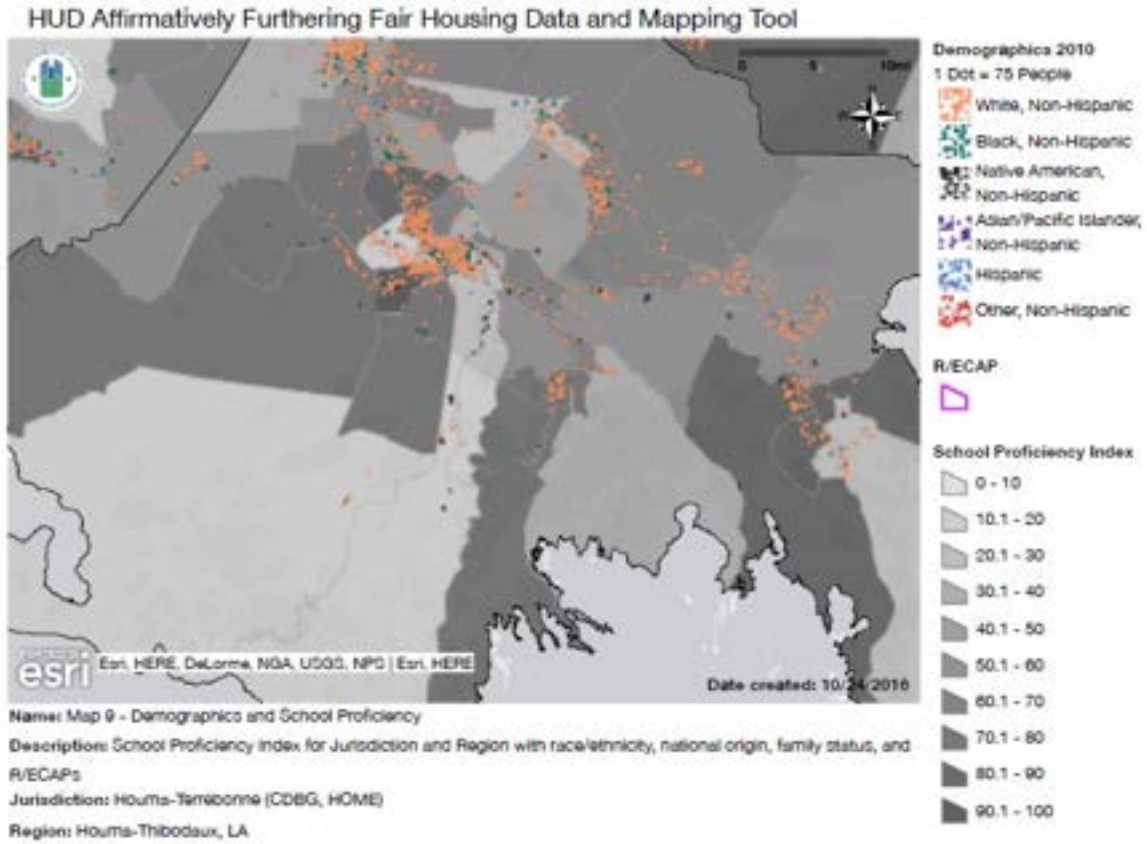 HUD Affirmatively Furthering Fair Housing Data and Mapping Tool
0 5 10mi
Demographics 2010
1 Dot = 75 People
White, Non-Hispanic
Black, Non-Hispanic
Native American,
Non-Hispanic
Asian/Pacific Islander,
Non-Hispanic
Hispanic
Other, Non-Hispanic
R/ECAP
School Proficiency Index
0 - 10
10.1 - 20
20.1 - 30
30.1 - 40
40.1 - 50
50.1 - 60
60.1 - 70
70.1 - 80
80.1 - 90
90.1 - 100
esri
Esri, HERE, DeLorme, NGA, USGS, NPS | Esri, HERE
Date created: 10/24/2016
Name: Map 9 - Demographics and School Proficiency
Description: School Proficiency Index for Jurisdiction and Region with race/ethnicity, national origin, family status, and
R/ECAPs
Jurisdiction: Houma-Terrebonne (CDBG, HOME)
Region: Houma-Thibodaux, LA